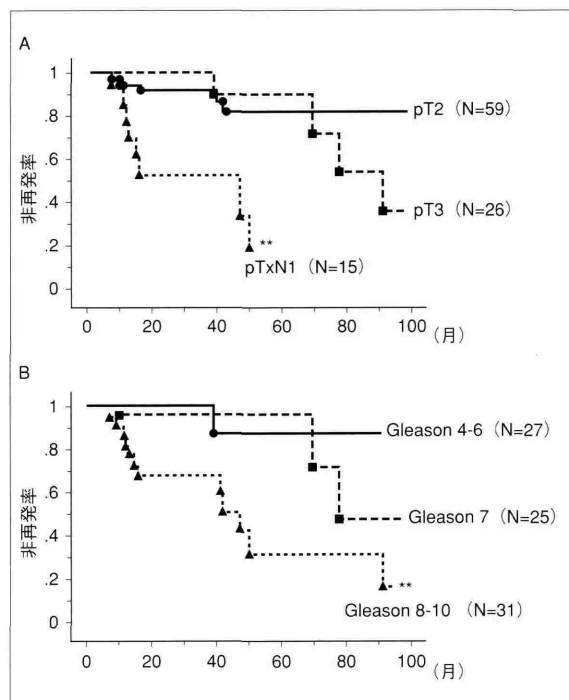 A
非再発率
1
.8
.6
.4
.2
0
pT2（N=59）
pT3（N=26）
**
pTxN1（N=15）
0 20 40 60 80 100（月）
B
非再発率
1
.8
.6
.4
.2
0
Gleason 4-6（N=27）
Gleason 7（N=25）
**
Gleason 8-10（N=31）
0 20 40 60 80 100（月）